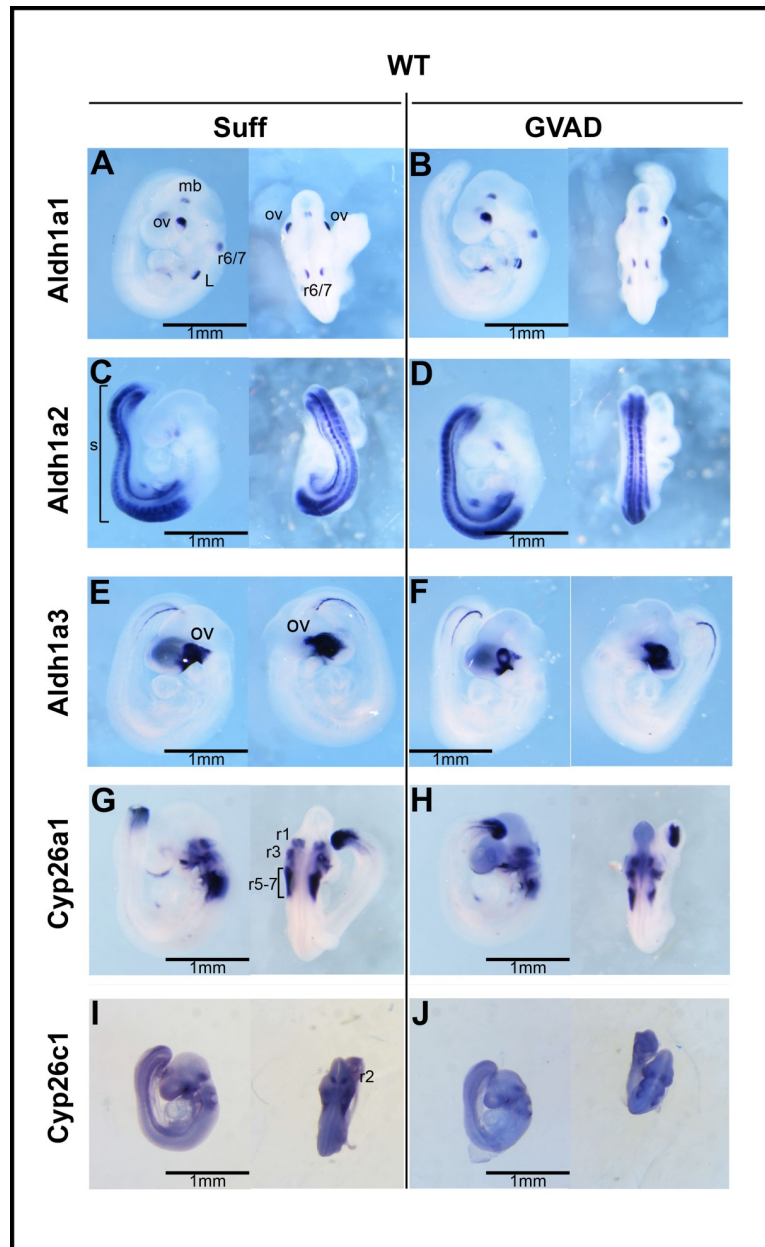 WT
Suff GVAD
Aldh1a1
A mb ov r6/7 L 1mm ov ov r6/7 B 1mm
Aldh1a2
C s 1mm D 1mm
Aldh1a3
E ov 1mm ov F 1mm
Cyp26a1
G 1mm r1 r3 r5-7 H 1mm
Cyp26c1
I 1mm r2 J 1mm